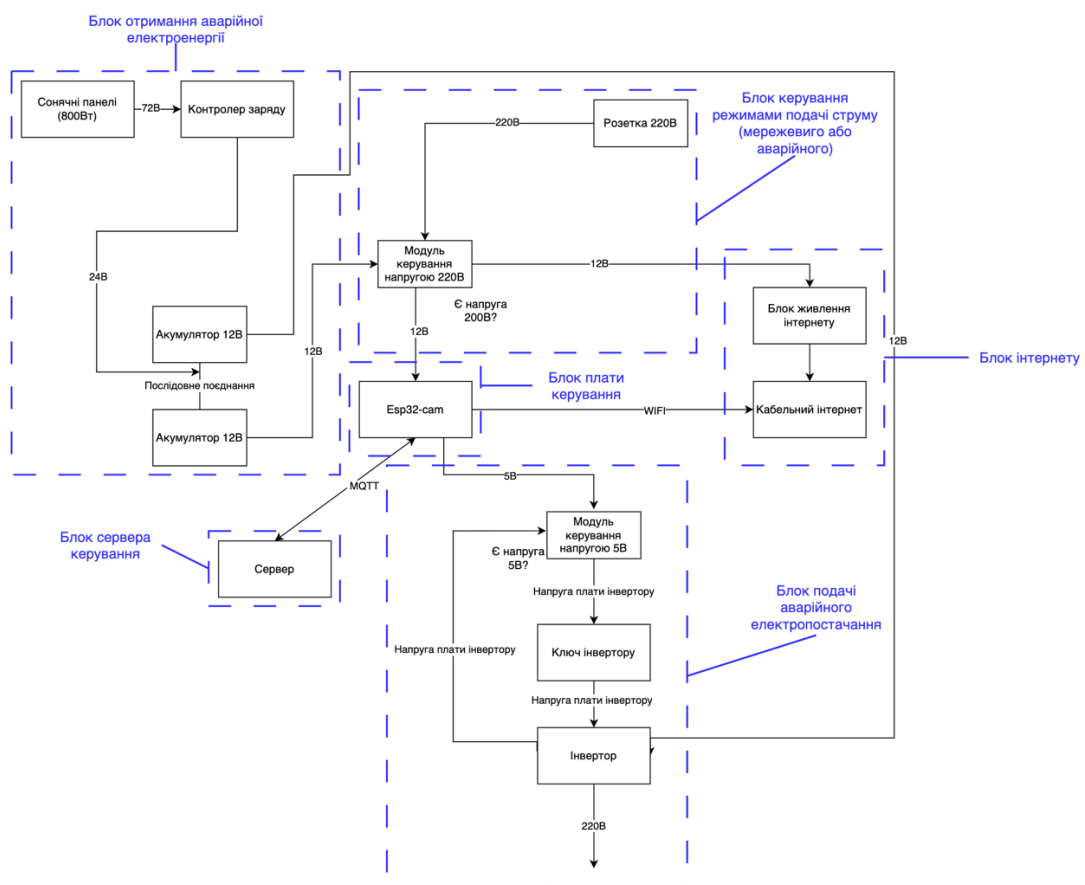 Блок отримання аварійної
електроенергії
Сонячні панелі
(800Вт)
72В
Контролер заряду
Розетка 220В
220В
Блок керування
режимами подачі струму
(мережевиго або
аварійного)
Модуль
керування
напругою 220В
24В
12В
Є напруга
200В?
12В
Блок живлення
інтернету
Акумулятор 12В
12В
12В
Блок інтернету
Послідовне поєднання
Блок плати
керування
Esp32-cam
WIFI
Кабельний інтернет
Акумулятор 12В
5В
MQTT
Модуль
керування
напругою 5В
Є напруга
5В?
Блок сервера
керування
Сервер
Напруга плати інвертору
Блок подачі
аварійного
електропостачання
Напруга плати інвертору
Ключ інвертору
Напруга плати інвертору
Інвертор
220В